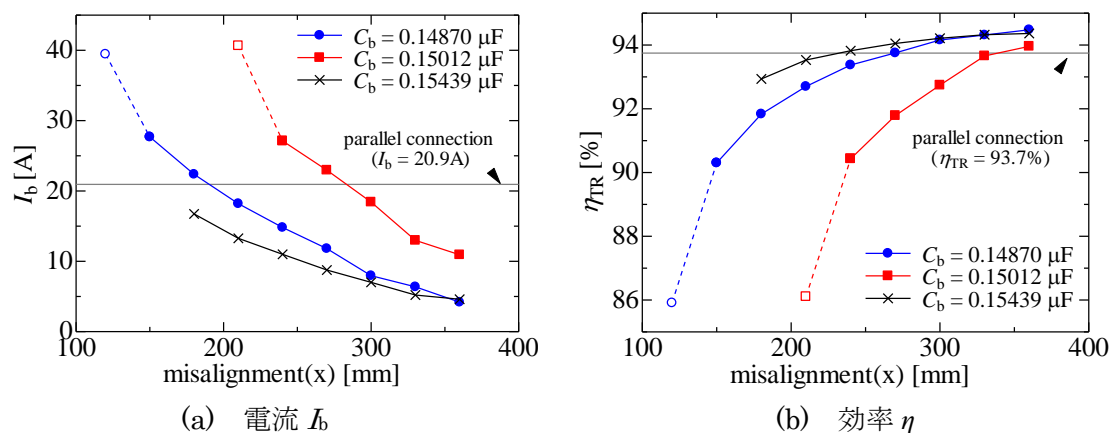 40
30
20
10
0
I_b [A]
C_b = 0.14870 μF
C_b = 0.15012 μF
C_b = 0.15439 μF
parallel connection
(I_b = 20.9A)
100 200 300 400
misalignment(x) [mm]
(a) 電流 I_b
94
92
90
88
86
η_TR [%]
parallel connection
(η_TR = 93.7%)
C_b = 0.14870 μF
C_b = 0.15012 μF
C_b = 0.15439 μF
100 200 300 400
misalignment(x) [mm]
(b) 効率 η